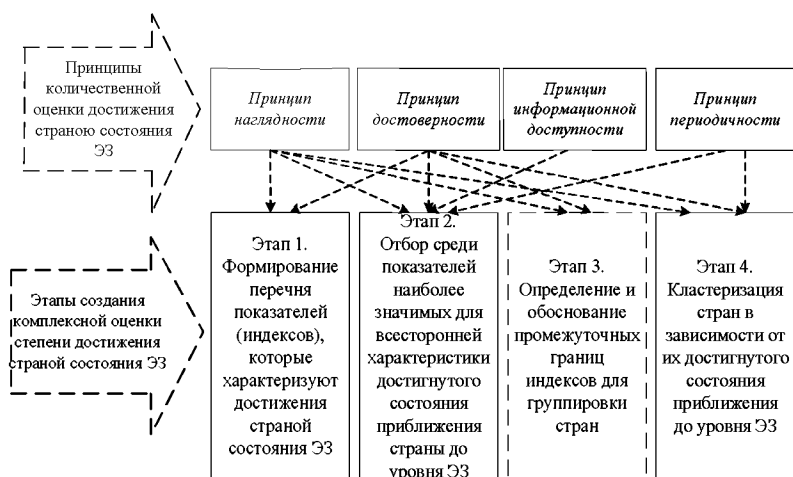 Принципы
количественной
оценки достижения
страною состояния
ЭЗ
Принцип
наглядности
Принцип
достоверности
Принцип
информационной
доступности
Принцип
периодичности
Этапы создания
комплексной оценки
степени достижения
страной состояния ЭЗ
Этап 1.
Формирование
перечня
показателей
(индексов),
которые
характеризуют
достижения
страной
состояния ЭЗ
Этап 2.
Отбор среди
показателей
наиболее
значимых для
всесторонней
характеристики
достигнутого
состояния
приближения
страны до
уровня ЭЗ
Этап 3.
Определение и
обоснование
промежуточных
границ
индексов для
группировки
стран
Этап 4.
Кластеризация
стран в
зависимости от
их достигнутого
состояния
приближения
до уровня ЭЗ